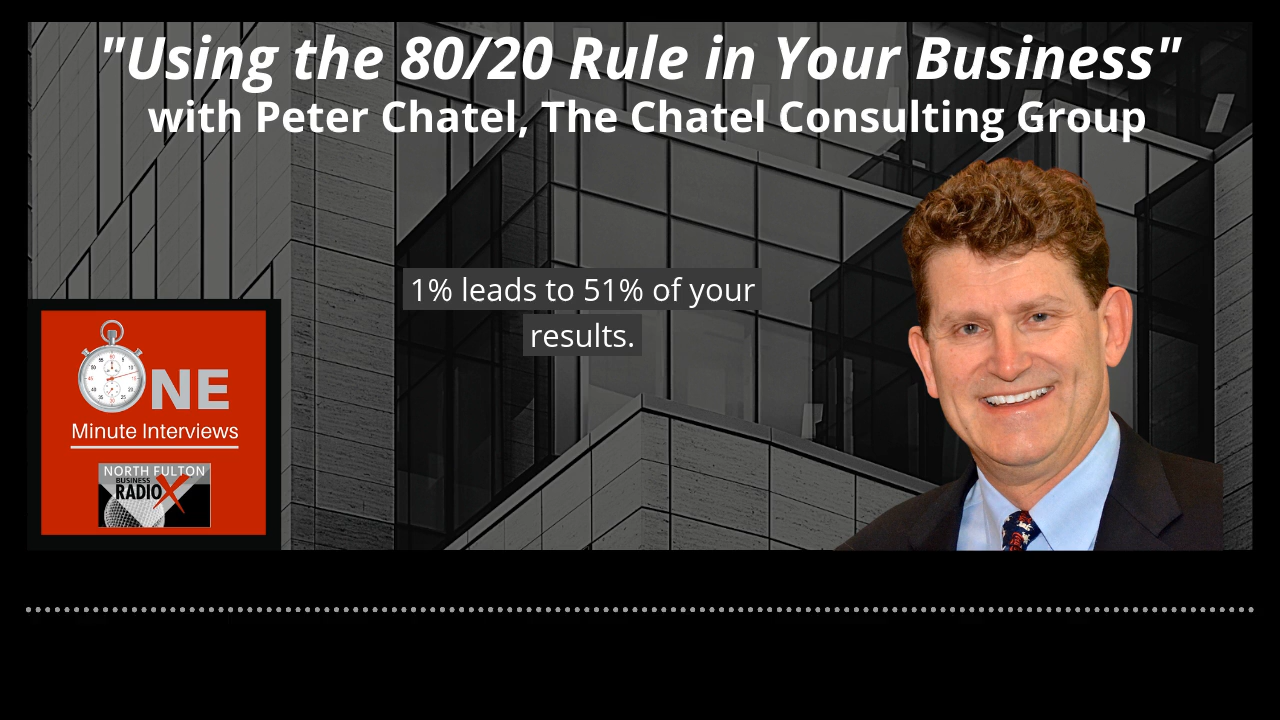 "Using the 80/20 Rule in Your Business"
with Peter Chatel, The Chatel Consulting Group
1% leads to 51% of your
results.
ONE
Minute Interviews
NORTH FULTON
BUSINESS
RADIOX